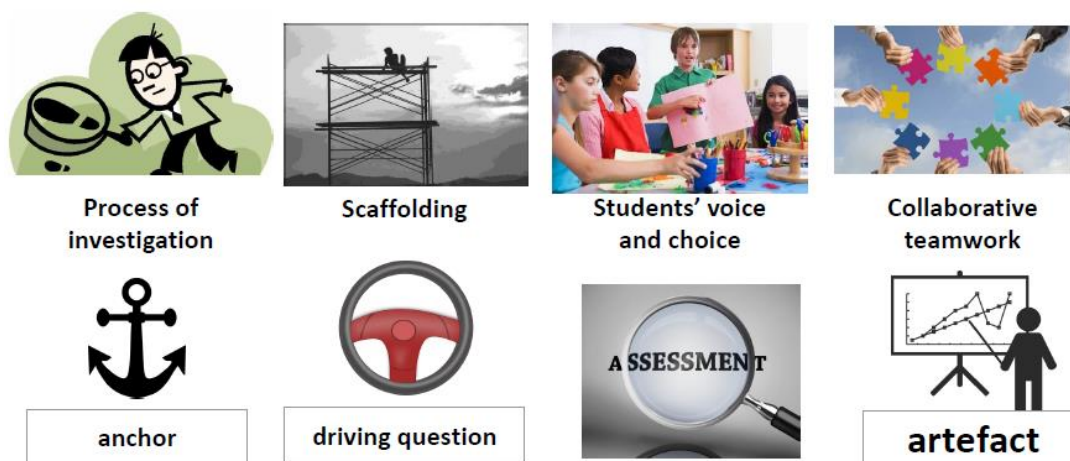 Process of
investigation
Scaffolding
Students' voice
and choice
Collaborative
teamwork
anchor
driving question
ASSESSMENT
artefact